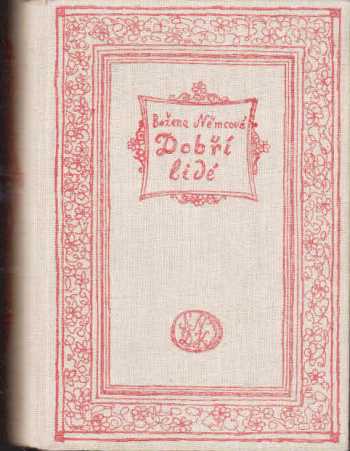 Božena Němcová
Dobří
lidé